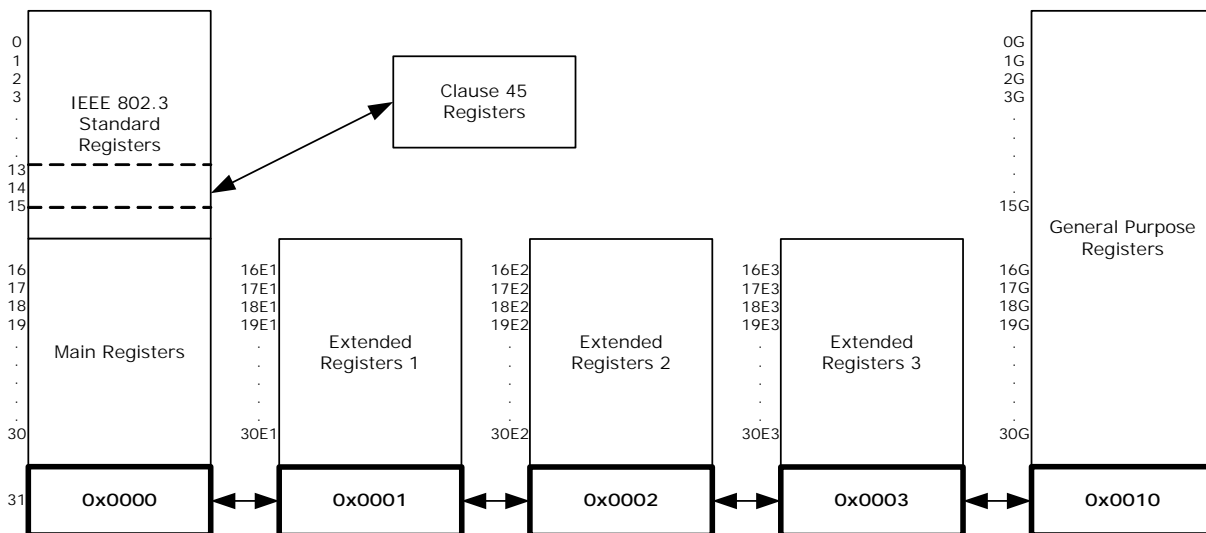 0
1
2
3
.
.
.
13
14
15
IEEE 802.3
Standard
Registers
Clause 45
Registers
16
17
18
19
.
.
.
.
.
30
Main Registers
16E1
17E1
18E1
19E1
.
.
.
.
.
30E1
Extended
Registers 1
16E2
17E2
18E2
19E2
.
.
.
.
.
30E2
Extended
Registers 2
16E3
17E3
18E3
19E3
.
.
.
.
.
30E3
Extended
Registers 3
0G
1G
2G
3G
.
.
.
.
.
15G
16G
17G
18G
19G
.
.
.
.
.
30G
General Purpose
Registers
31
0x0000
0x0001
0x0002
0x0003
0x0010